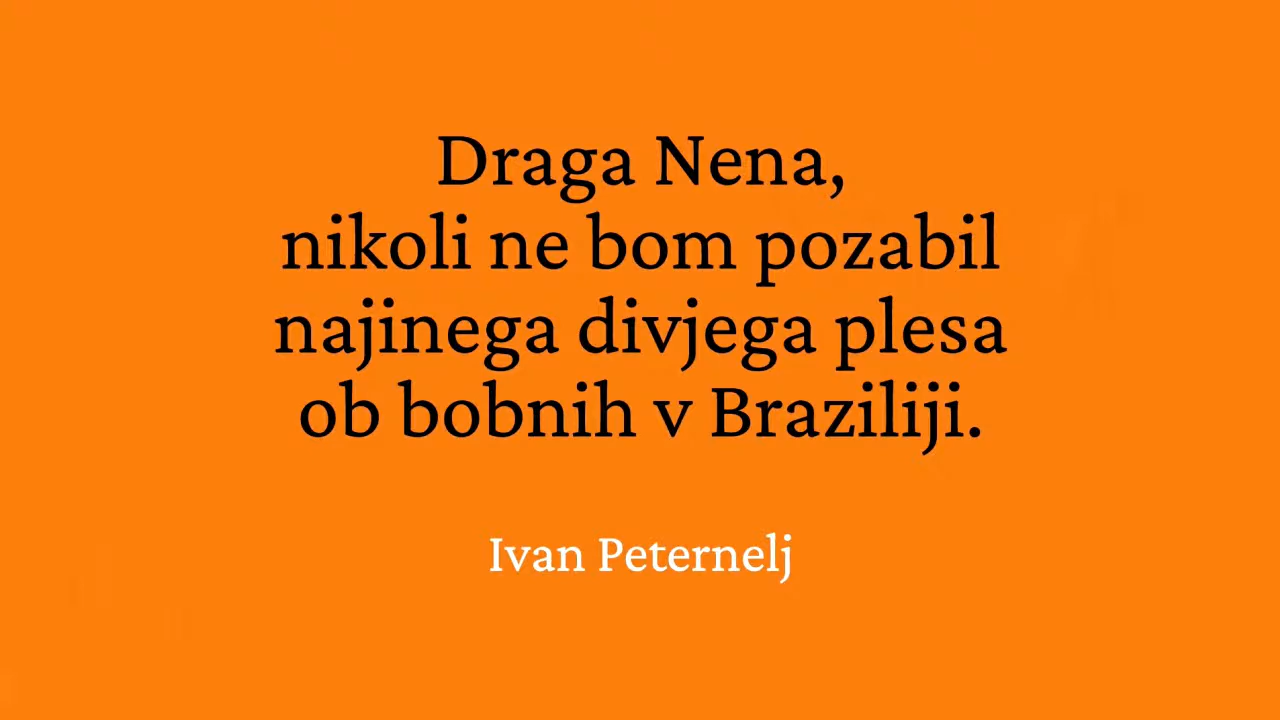 Draga Nena,
nikoli ne bom pozabil
najinega divjega plesa
ob bobnih v Braziliji.
Ivan Peternelj